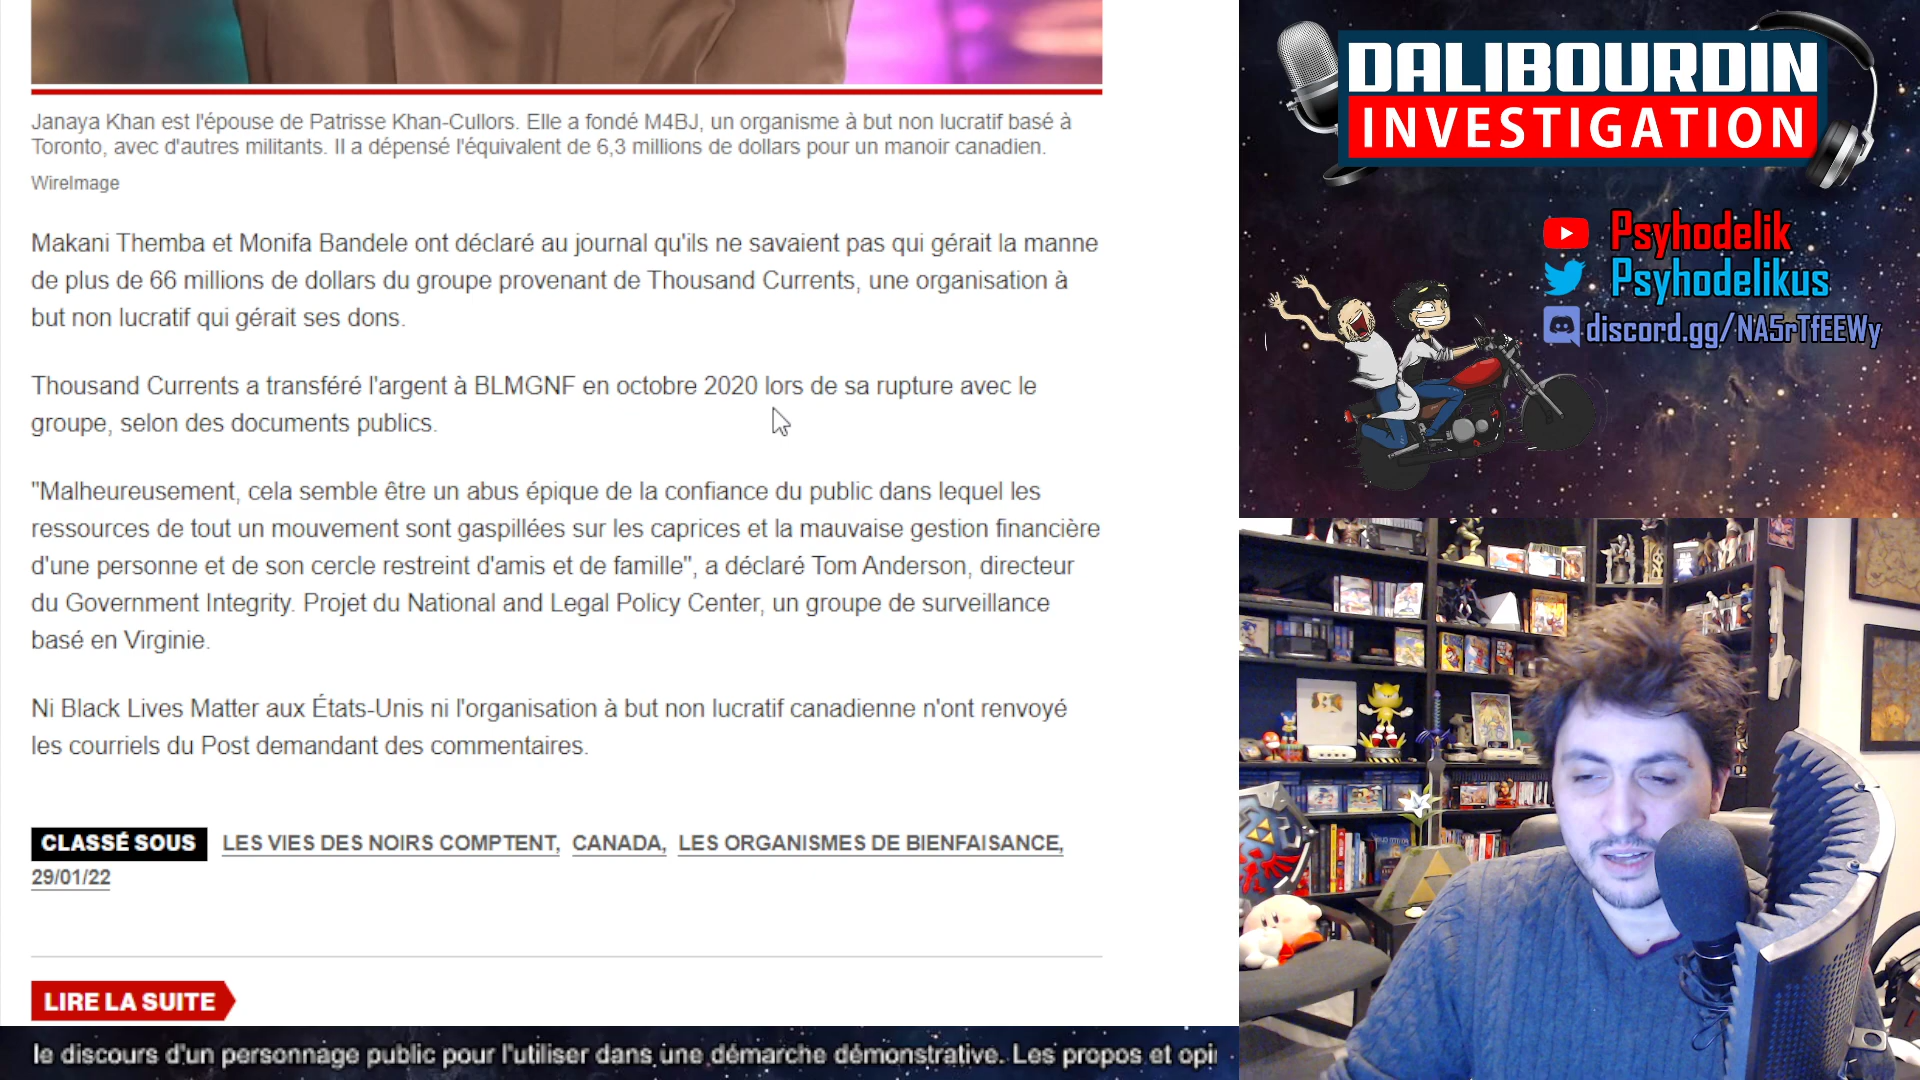 DALIBOURDIN
INVESTIGATION
Psyhodelik
Psyhodelikus
discord.gg/NA5rTfEEWy
Janaya Khan est l'épouse de Patrisse Khan-Cullors. Elle a fondé M4BJ, un organisme à but non lucratif basé à
Toronto, avec d'autres militants. Il a dépensé l'équivalent de 6,3 millions de dollars pour un manoir canadien.
WireImage
Makani Themba et Monifa Bandele ont déclaré au journal qu'ils ne savaient pas qui gérait la manne
de plus de 66 millions de dollars du groupe provenant de Thousand Currents, une organisation à
but non lucratif qui gérait ses dons.
Thousand Currents a transféré l'argent à BLMGNF en octobre 2020 lors de sa rupture avec le
groupe, selon des documents publics.
"Malheureusement, cela semble être un abus épique de la confiance du public dans lequel les
ressources de tout un mouvement sont gaspillées sur les caprices et la mauvaise gestion financière
d'une personne et de son cercle restreint d'amis et de famille", a déclaré Tom Anderson, directeur
du Government Integrity. Projet du National and Legal Policy Center, un groupe de surveillance
basé en Virginie.
Ni Black Lives Matter aux États-Unis ni l'organisation à but non lucratif canadienne n'ont renvoyé
les courriels du Post demandant des commentaires.
CLASSÉ SOUS LES VIES DES NOIRS COMPTENT, CANADA, LES ORGANISMES DE BIENFAISANCE,
29/01/22
LIRE LA SUITE
le discours d'un personnage public pour l'utiliser dans une démarche démonstrative. Les propos et opi